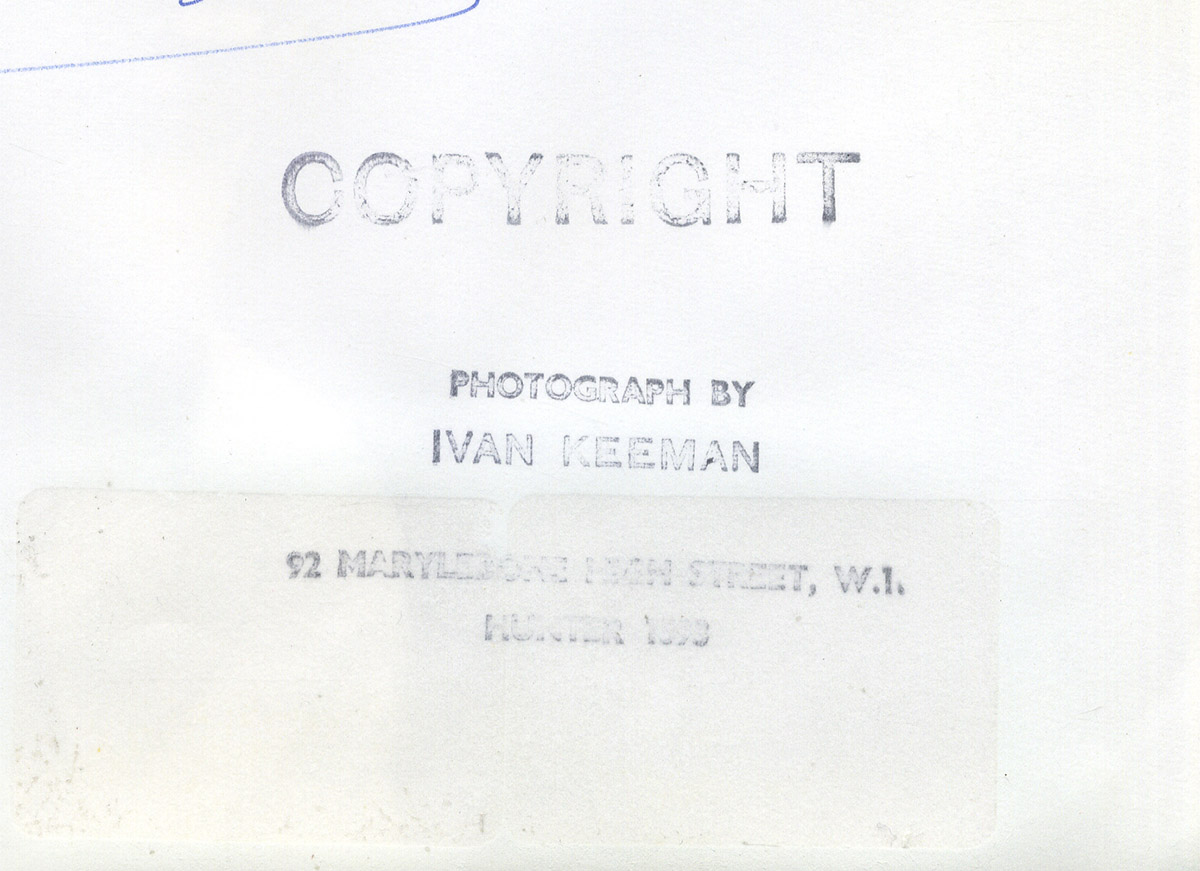 COPYRIGHT
PHOTOGRAPH BY
IVAN KEEMAN
92 MARYLEBONE HIGH STREET, W.1.
HUNTER